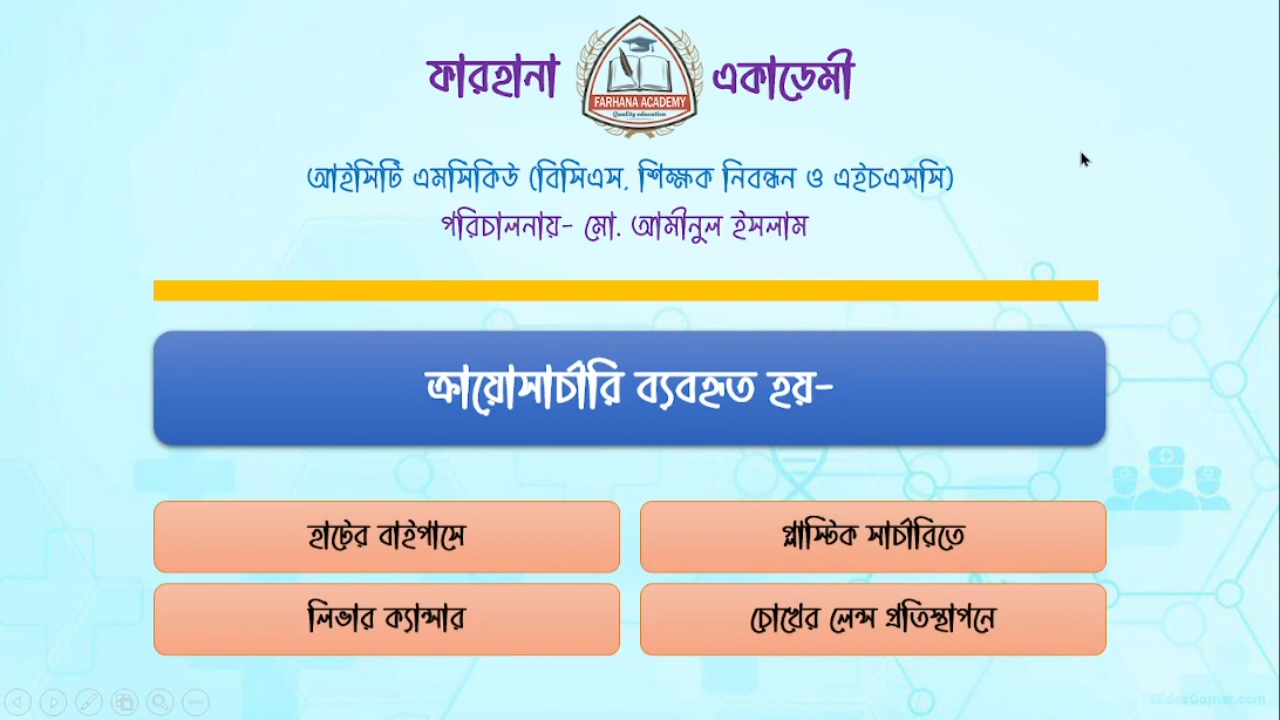 ফারহানা একাডেমী
FARHANA ACADEMY
Quality education
আইসিটি এমসিকিউ (বিসিএস, শিক্ষক নিবন্ধন ও এইচএসসি)
পরিচালনায়- মো. আমীনুল ইসলাম
ক্রায়োসার্চারি ব্যবহৃত হয়-
হার্টের বাইপাসে
প্লাস্টিক সার্চারিতে
লিভার ক্যান্সার
চোখের লেন্স প্রতিস্থাপনে
SlidesCorner.com